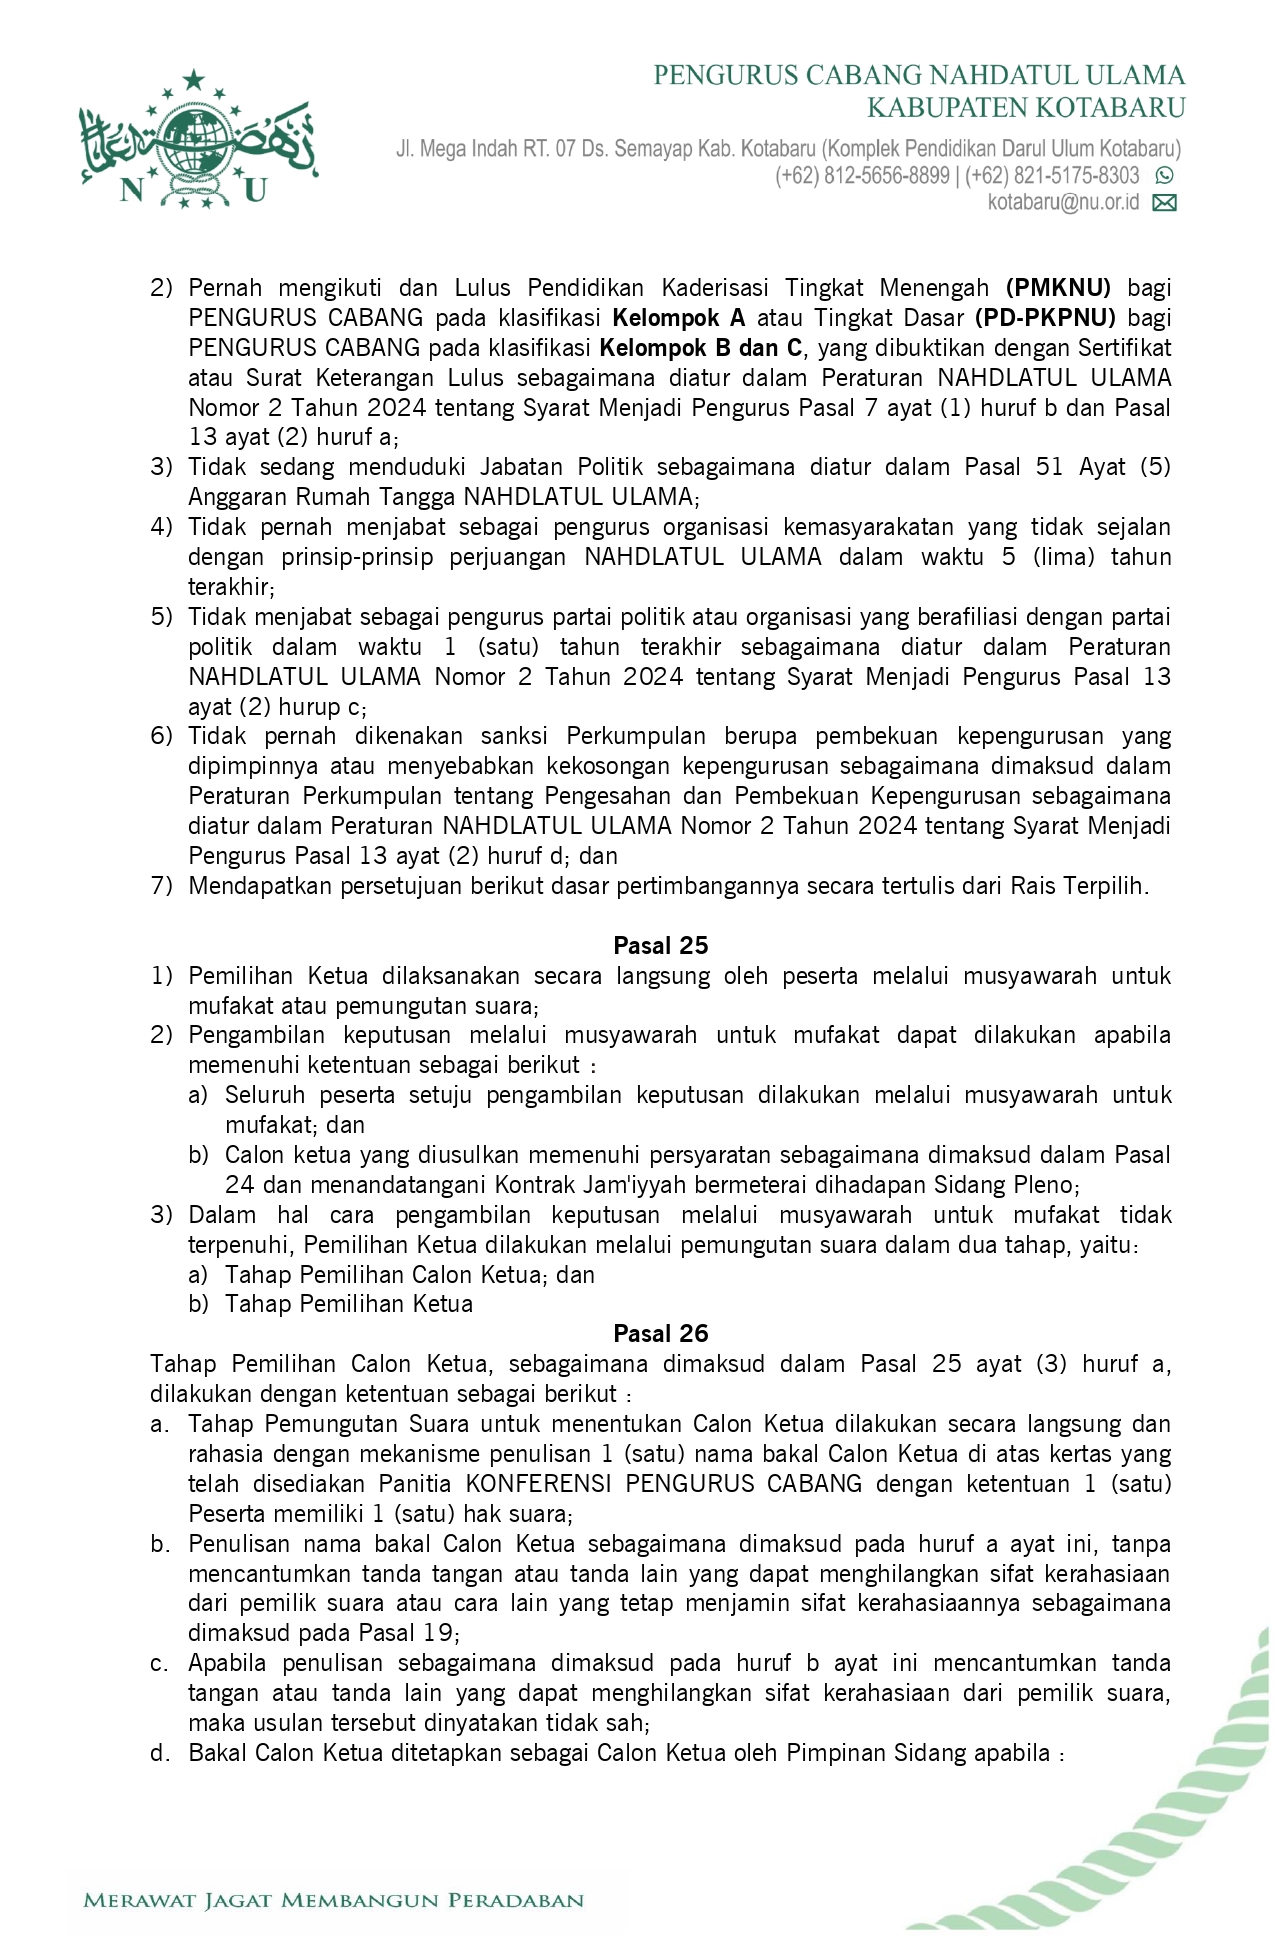 PENGURUS CABANG NAHDATUL ULAMA
KABUPATEN KOTABARU
Jl. Mega Indah RT. 07 Ds. Semayap Kab. Kotabaru (Komplek Pendidikan Darul Ulum Kotabaru)
(+62) 812-5656-8899 | (+62) 821-5175-8303
kotabaru@nu.or.id
N U
2) Pernah mengikuti dan Lulus Pendidikan Kaderisasi Tingkat Menengah (PMKNU) bagi
PENGURUS CABANG pada klasifikasi Kelompok A atau Tingkat Dasar (PD-PKPNU) bagi
PENGURUS CABANG pada klasifikasi Kelompok B dan C, yang dibuktikan dengan Sertifikat
atau Surat Keterangan Lulus sebagaimana diatur dalam Peraturan NAHDLATUL ULAMA
Nomor 2 Tahun 2024 tentang Syarat Menjadi Pengurus Pasal 7 ayat (1) huruf b dan Pasal
13 ayat (2) huruf a;
3) Tidak sedang menduduki Jabatan Politik sebagaimana diatur dalam Pasal 51 Ayat (5)
Anggaran Rumah Tangga NAHDLATUL ULAMA;
4) Tidak pernah menjabat sebagai pengurus organisasi kemasyarakatan yang tidak sejalan
dengan prinsip-prinsip perjuangan NAHDLATUL ULAMA dalam waktu 5 (lima) tahun
terakhir;
5) Tidak menjabat sebagai pengurus partai politik atau organisasi yang berafiliasi dengan partai
politik dalam waktu 1 (satu) tahun terakhir sebagaimana diatur dalam Peraturan
NAHDLATUL ULAMA Nomor 2 Tahun 2024 tentang Syarat Menjadi Pengurus Pasal 13
ayat (2) hurup c;
6) Tidak pernah dikenakan sanksi Perkumpulan berupa pembekuan kepengurusan yang
dipimpinnya atau menyebabkan kekosongan kepengurusan sebagaimana dimaksud dalam
Peraturan Perkumpulan tentang Pengesahan dan Pembekuan Kepengurusan sebagaimana
diatur dalam Peraturan NAHDLATUL ULAMA Nomor 2 Tahun 2024 tentang Syarat Menjadi
Pengurus Pasal 13 ayat (2) huruf d; dan
7) Mendapatkan persetujuan berikut dasar pertimbangannya secara tertulis dari Rais Terpilih.
Pasal 25
1) Pemilihan Ketua dilaksanakan secara langsung oleh peserta melalui musyawarah untuk
mufakat atau pemungutan suara;
2) Pengambilan keputusan melalui musyawarah untuk mufakat dapat dilakukan apabila
memenuhi ketentuan sebagai berikut :
a) Seluruh peserta setuju pengambilan keputusan dilakukan melalui musyawarah untuk
mufakat; dan
b) Calon ketua yang diusulkan memenuhi persyaratan sebagaimana dimaksud dalam Pasal
24 dan menandatangani Kontrak Jam'iyyah bermeterai dihadapan Sidang Pleno;
3) Dalam hal cara pengambilan keputusan melalui musyawarah untuk mufakat tidak
terpenuhi, Pemilihan Ketua dilakukan melalui pemungutan suara dalam dua tahap, yaitu:
a) Tahap Pemilihan Calon Ketua; dan
b) Tahap Pemilihan Ketua
Pasal 26
Tahap Pemilihan Calon Ketua, sebagaimana dimaksud dalam Pasal 25 ayat (3) huruf a,
dilakukan dengan ketentuan sebagai berikut :
a. Tahap Pemungutan Suara untuk menentukan Calon Ketua dilakukan secara langsung dan
rahasia dengan mekanisme penulisan 1 (satu) nama bakal Calon Ketua di atas kertas yang
telah disediakan Panitia KONFERENSI PENGURUS CABANG dengan ketentuan 1 (satu)
Peserta memiliki 1 (satu) hak suara;
b. Penulisan nama bakal Calon Ketua sebagaimana dimaksud pada huruf a ayat ini, tanpa
mencantumkan tanda tangan atau tanda lain yang dapat menghilangkan sifat kerahasiaan
dari pemilik suara atau cara lain yang tetap menjamin sifat kerahasiaannya sebagaimana
dimaksud pada Pasal 19;
c. Apabila penulisan sebagaimana dimaksud pada huruf b ayat ini mencantumkan tanda
tangan atau tanda lain yang dapat menghilangkan sifat kerahasiaan dari pemilik suara,
maka usulan tersebut dinyatakan tidak sah;
d. Bakal Calon Ketua ditetapkan sebagai Calon Ketua oleh Pimpinan Sidang apabila :
MERAWAT JAGAT MEMBANGUN PERADABAN